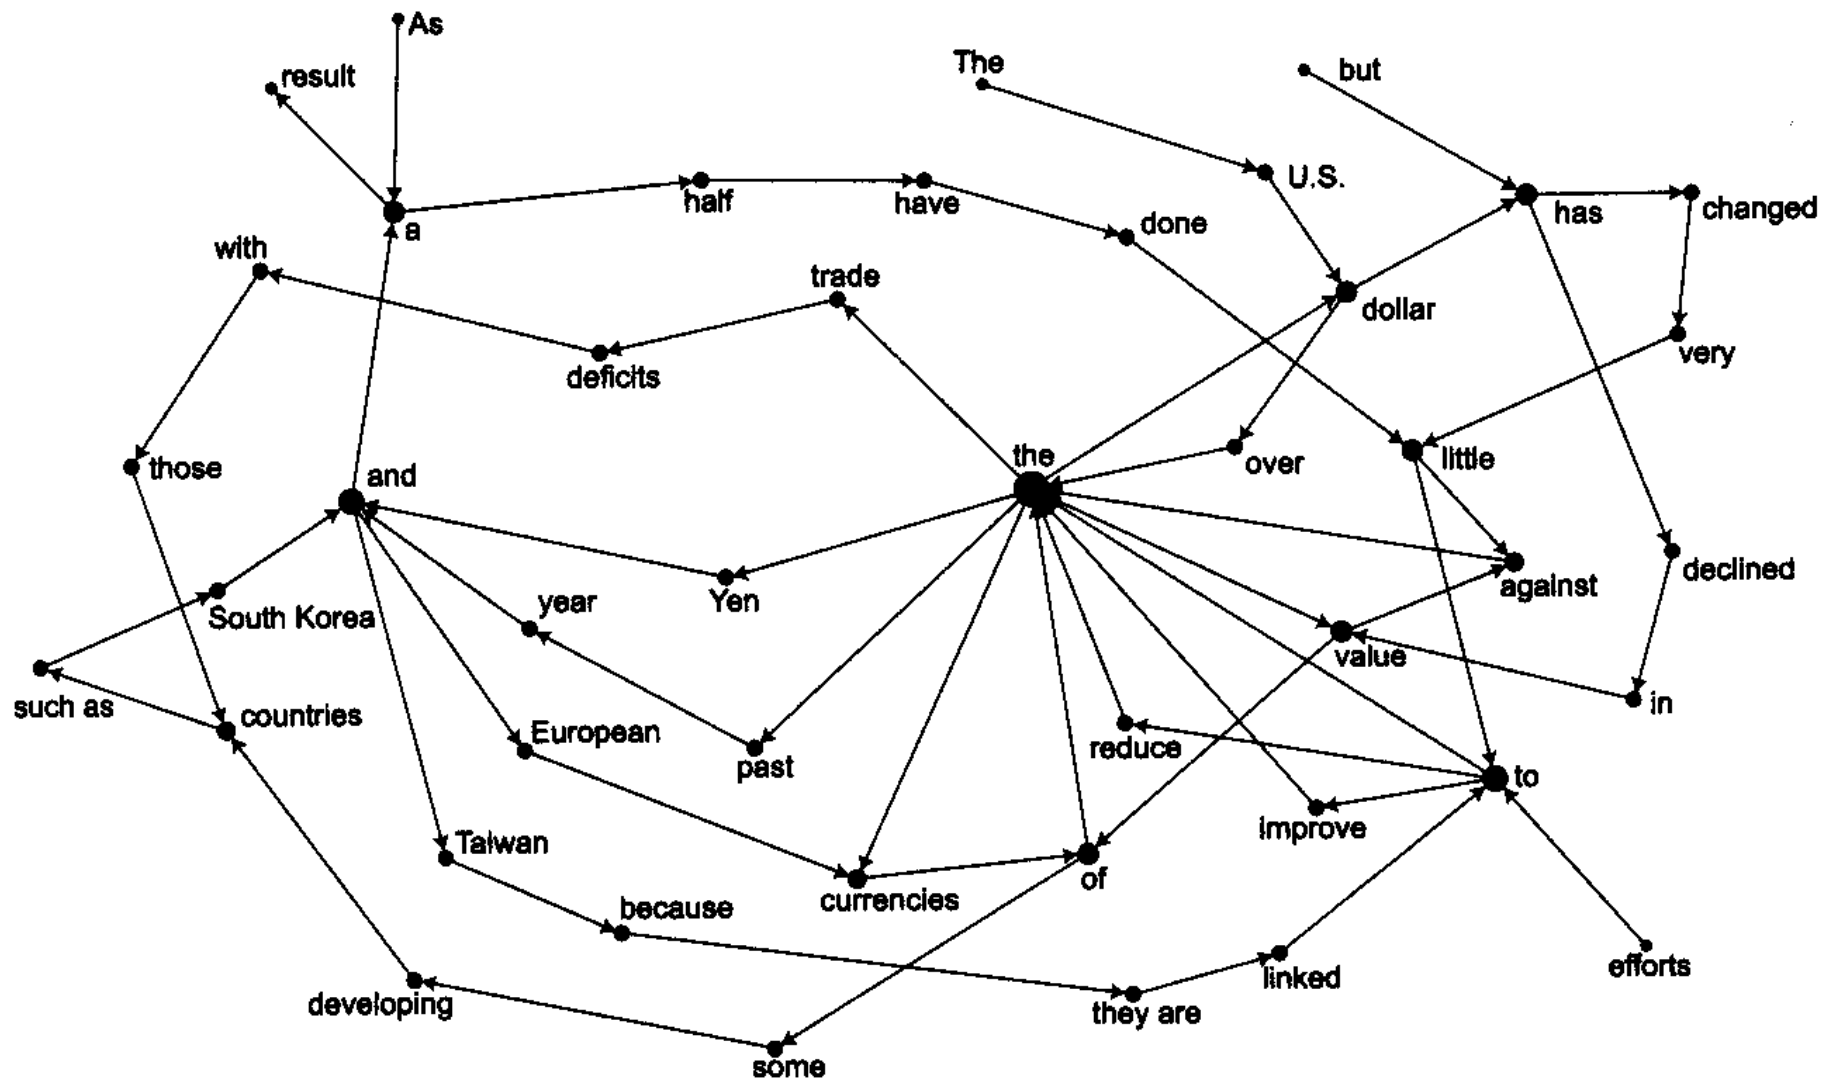 As
result
The
but
U.S.
half
have
has
changed
a
done
with
trade
dollar
deficits
very
the
over
little
those
and
against
declined
South Korea
year
Yen
value
such as
countries
European
past
reduce
in
to
improve
Taiwan
currencies
of
because
developing
they are
linked
efforts
some